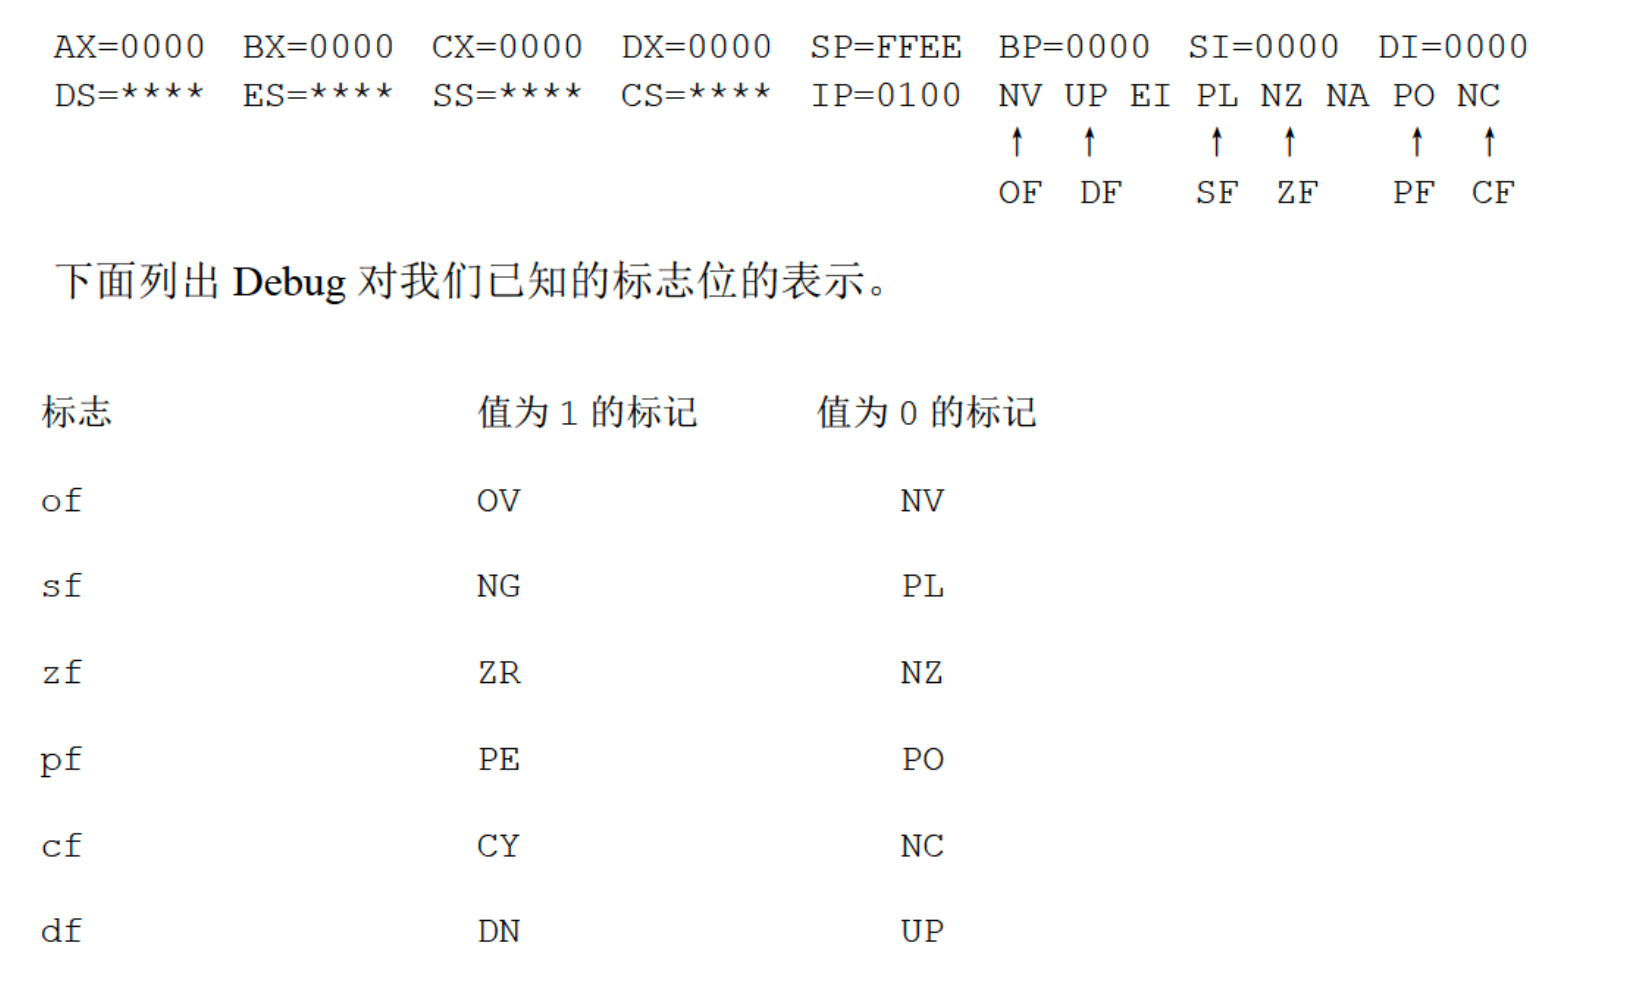 AX=0000 BX=0000 CX=0000 DX=0000 SP=FFEE BP=0000 SI=0000 DI=0000
DS=**** ES=**** SS=**** CS=**** IP=0100 NV UP EI PL NZ NA PO NC
↑ ↑ ↑ ↑ ↑ ↑
OF DF SF ZF PF CF
下面列出 Debug 对我们已知的标志位的表示。
标志 值为 1 的标记 值为 0 的标记
of OV NV
sf NG PL
zf ZR NZ
pf PE PO
cf CY NC
df DN UP